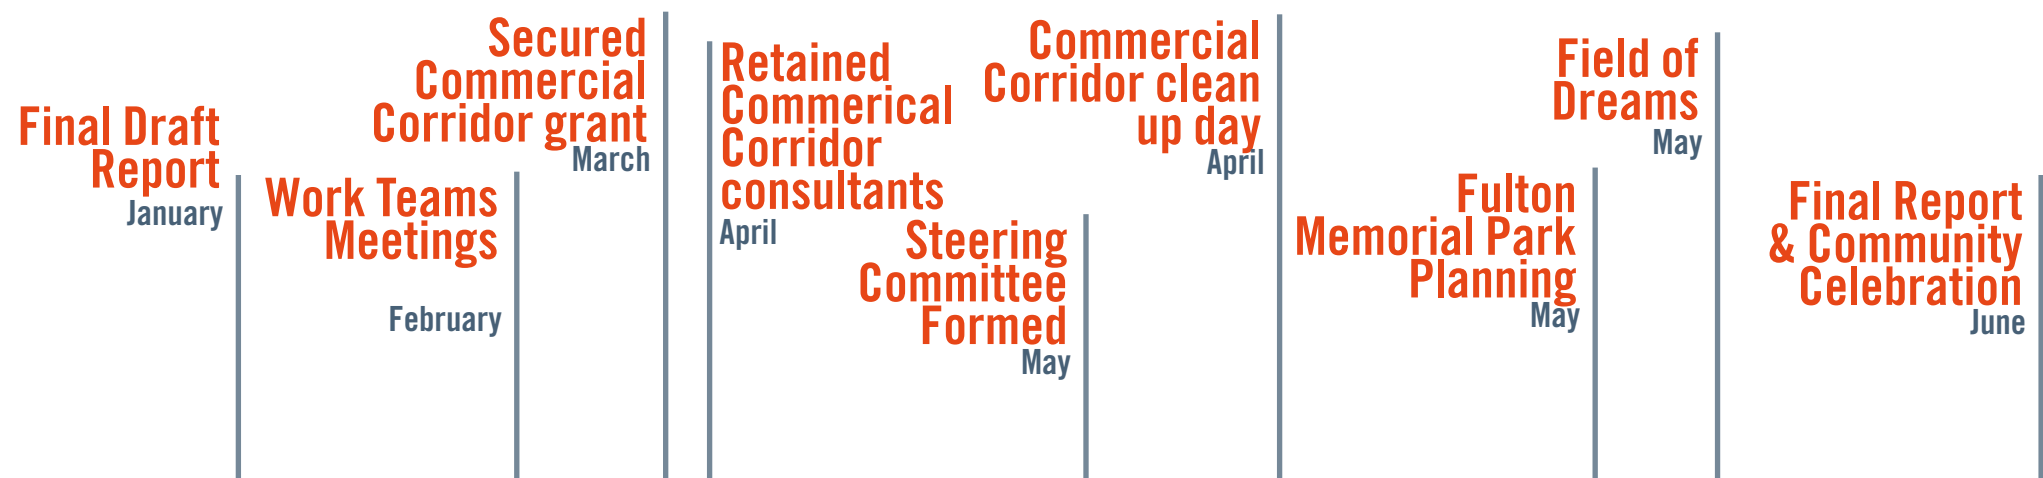 Final Draft
Report
January
Work Teams
Meetings
February
Secured
Commercial
Corridor grant
March
Retained
Commerical
Corridor
consultants
April
Steering
Committee
Formed
May
Commercial
Corridor clean
up day
April
Fulton
Memorial Park
Planning
May
Field of
Dreams
May
Final Report
& Community
Celebration
June